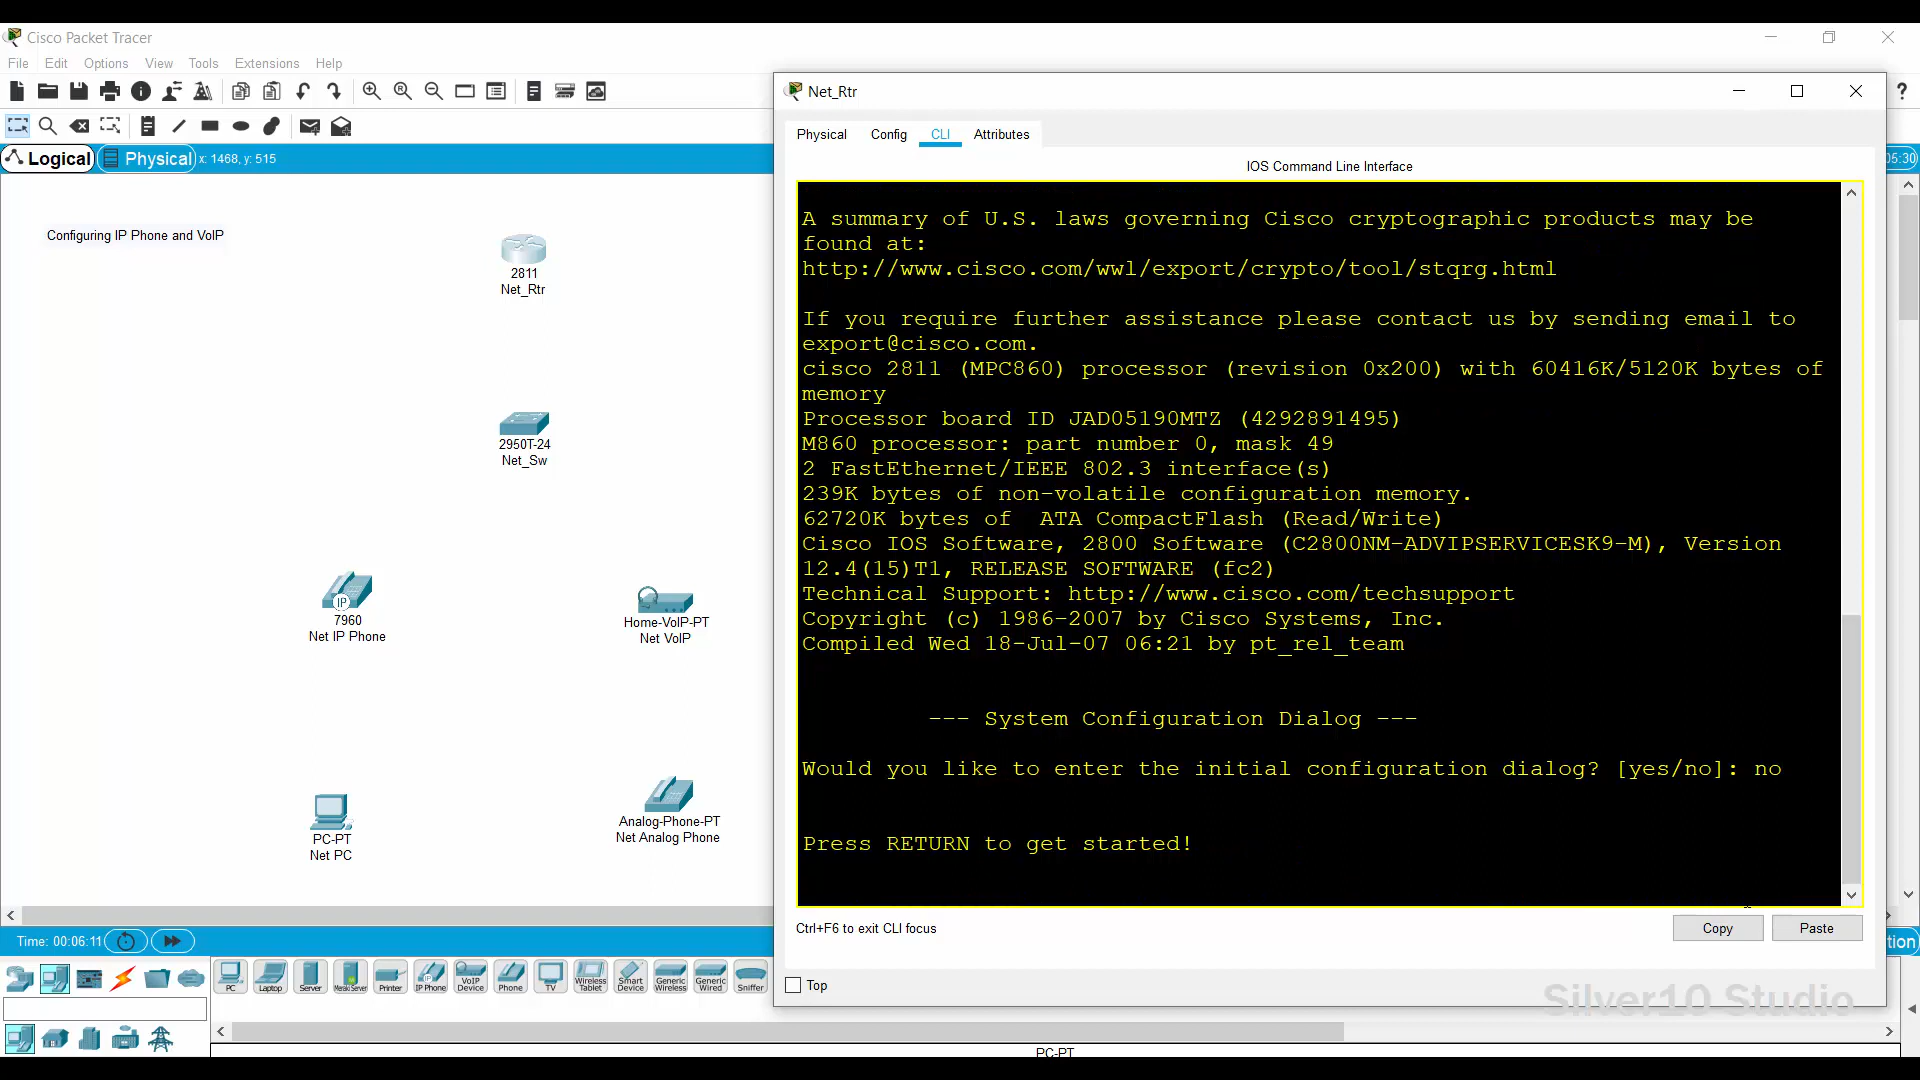 Cisco Packet Tracer
File Edit Options View Tools Extensions Help
Logical Physical x: 1468, y: 515
Configuring IP Phone and VoIP
2811
Net_Rtr
2950T-24
Net_Sw
IP
7960
Net IP Phone
Home-VoIP-PT
Net VoIP
PC-PT
Net PC
Analog-Phone-PT
Net Analog Phone
Net_Rtr
Physical Config CLI Attributes
IOS Command Line Interface
A summary of U.S. laws governing Cisco cryptographic products may be
found at:
http://www.cisco.com/wwl/export/crypto/tool/stqrg.html
If you require further assistance please contact us by sending email to
export@cisco.com.
cisco 2811 (MPC860) processor (revision 0x200) with 60416K/5120K bytes of
memory
Processor board ID JAD05190MTZ (4292891495)
M860 processor: part number 0, mask 49
2 FastEthernet/IEEE 802.3 interface(s)
239K bytes of non-volatile configuration memory.
62720K bytes of ATA CompactFlash (Read/Write)
Cisco IOS Software, 2800 Software (C2800NM-ADVIPSERVICESK9-M), Version
12.4(15)T1, RELEASE SOFTWARE (fc2)
Technical Support: http://www.cisco.com/techsupport
Copyright (c) 1986-2007 by Cisco Systems, Inc.
Compiled Wed 18-Jul-07 06:21 by pt_rel_team
--- System Configuration Dialog ---
Would you like to enter the initial configuration dialog? [yes/no]: no
Press RETURN to get started!
Ctrl+F6 to exit CLI focus
Copy Paste
Top
Silver10 Studio
05:30
tion
Time: 00:06:11
PC Laptop Server Meraki Server Printer IP Phone VoIP Device Phone TV Wireless Tablet Smart Device Generic Wireless Generic Wired Sniffer
PC-PT